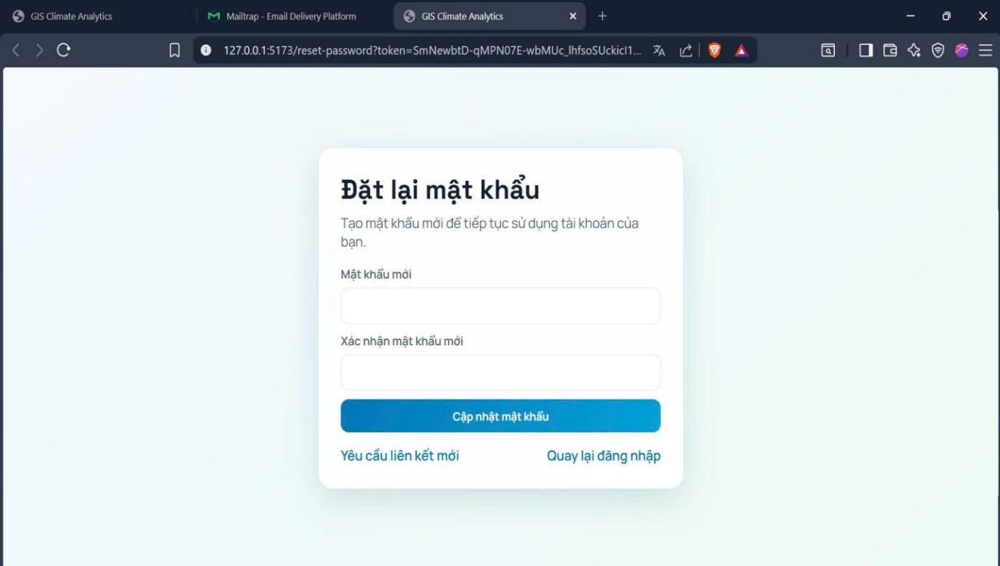 GIS Climate Analytics
Mailtrap - Email Delivery Platform
GIS Climate Analytics
127.0.0.1:5173/reset-password?token=SmNewbtD-qMPN07E-wbMUc_lhfsoSUckicI1...
Đặt lại mật khẩu
Tạo mật khẩu mới để tiếp tục sử dụng tài khoản của
bạn.
Mật khẩu mới
Xác nhận mật khẩu mới
Cập nhật mật khẩu
Yêu cầu liên kết mới
Quay lại đăng nhập